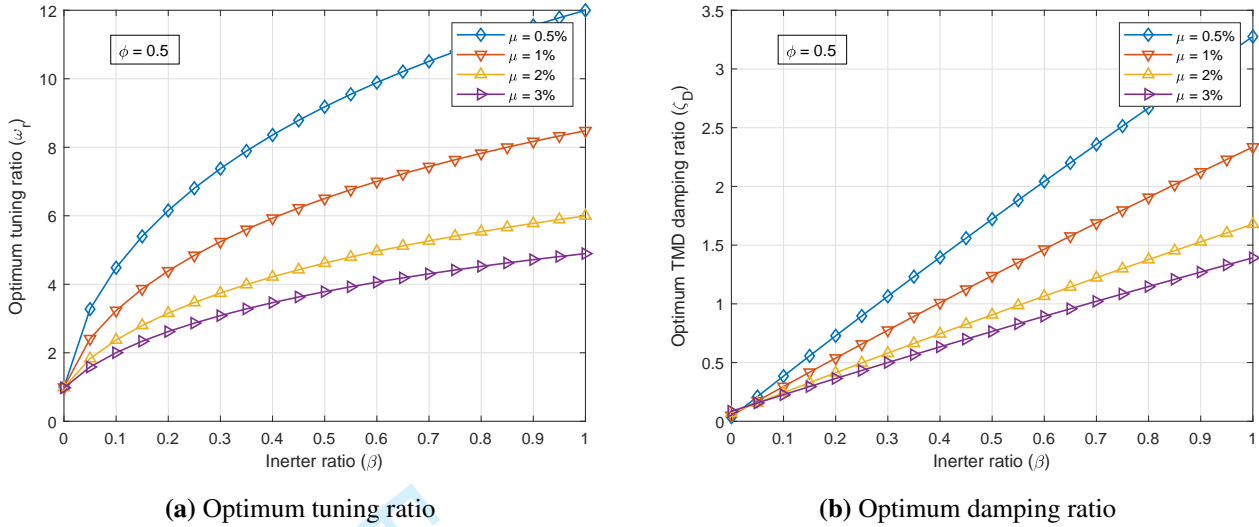 12
10
8
6
4
2
0
Optimum tuning ratio (ω_r)
ϕ = 0.5
μ = 0.5%
μ = 1%
μ = 2%
μ = 3%
0 0.1 0.2 0.3 0.4 0.5 0.6 0.7 0.8 0.9 1
Inerter ratio (β)
(a) Optimum tuning ratio
3.5
3
2.5
2
1.5
1
0.5
0
Optimum TMD damping ratio (ζ_D)
ϕ = 0.5
μ = 0.5%
μ = 1%
μ = 2%
μ = 3%
0 0.1 0.2 0.3 0.4 0.5 0.6 0.7 0.8 0.9 1
Inerter ratio (β)
(b) Optimum damping ratio